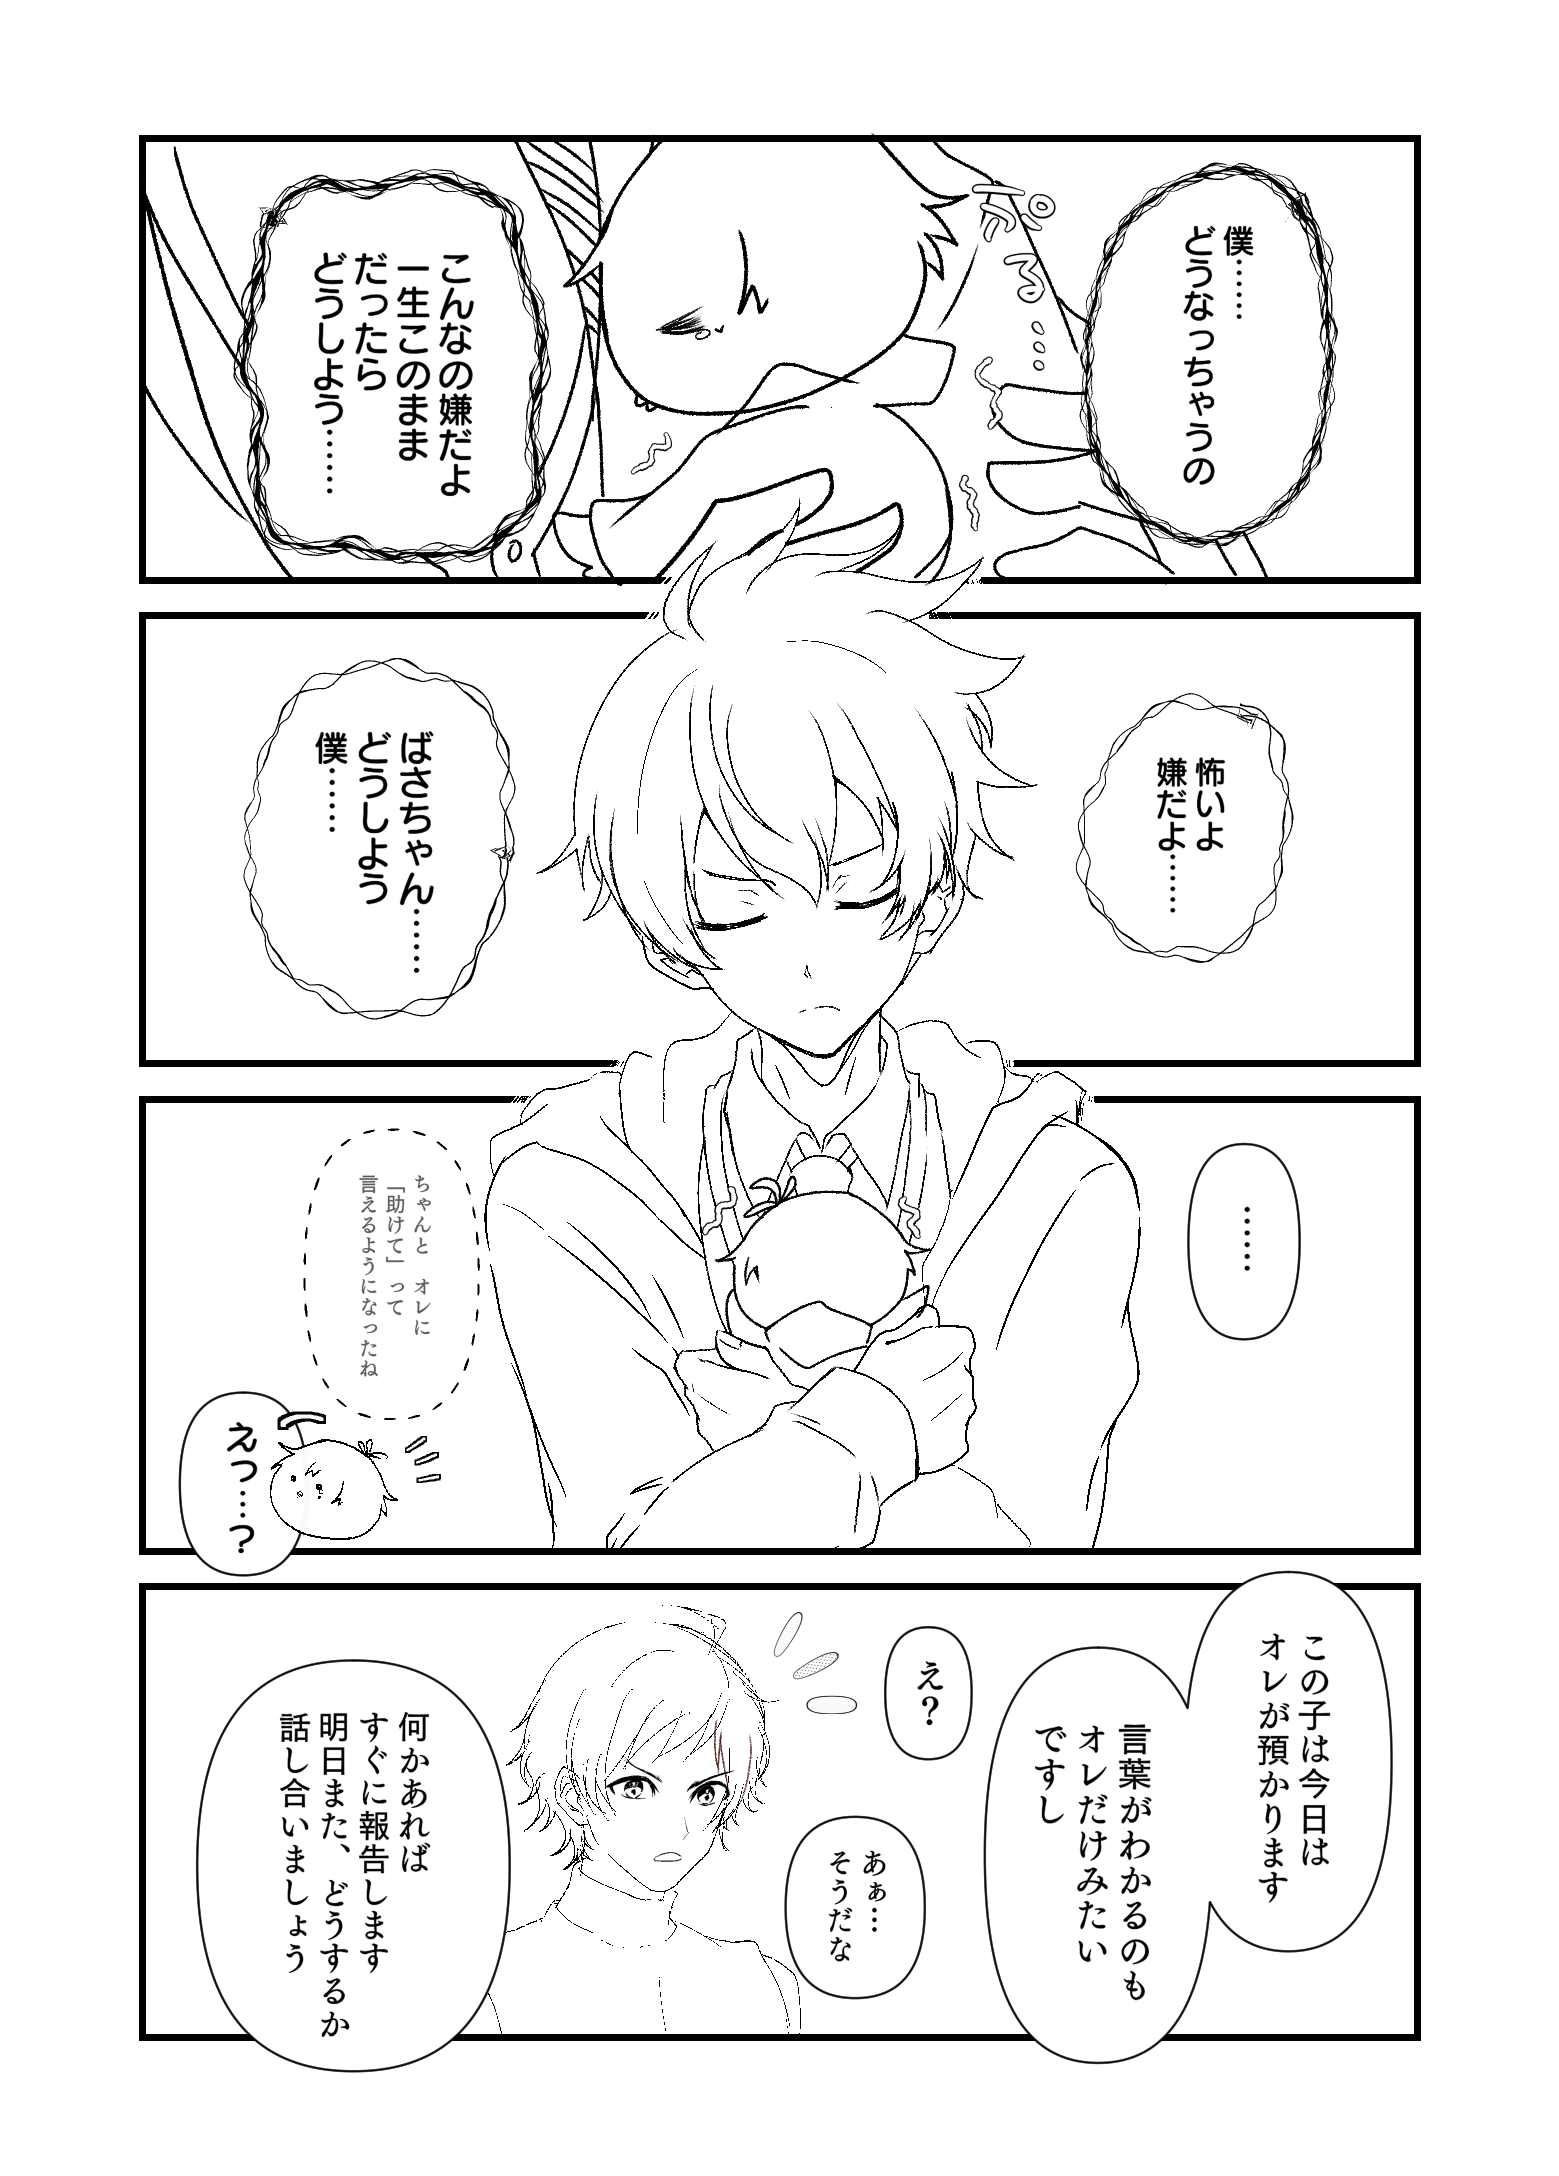 僕……
どうなっちゃうの
ぷる…
こんなの嫌だよ
一生このまま
だったら
どうしよう……
怖いよ
嫌だよ……
ばさちゃん……
どうしよう
僕……
……
ちゃんと　オレに
「助けて」って
言えるようになったね
えっ…？
この子は今日は
オレが預かります
言葉がわかるのも
オレだけみたい
ですし
え？
あぁ…
そうだな
何かあれば
すぐに報告します
明日また、どうするか
話し合いましょう